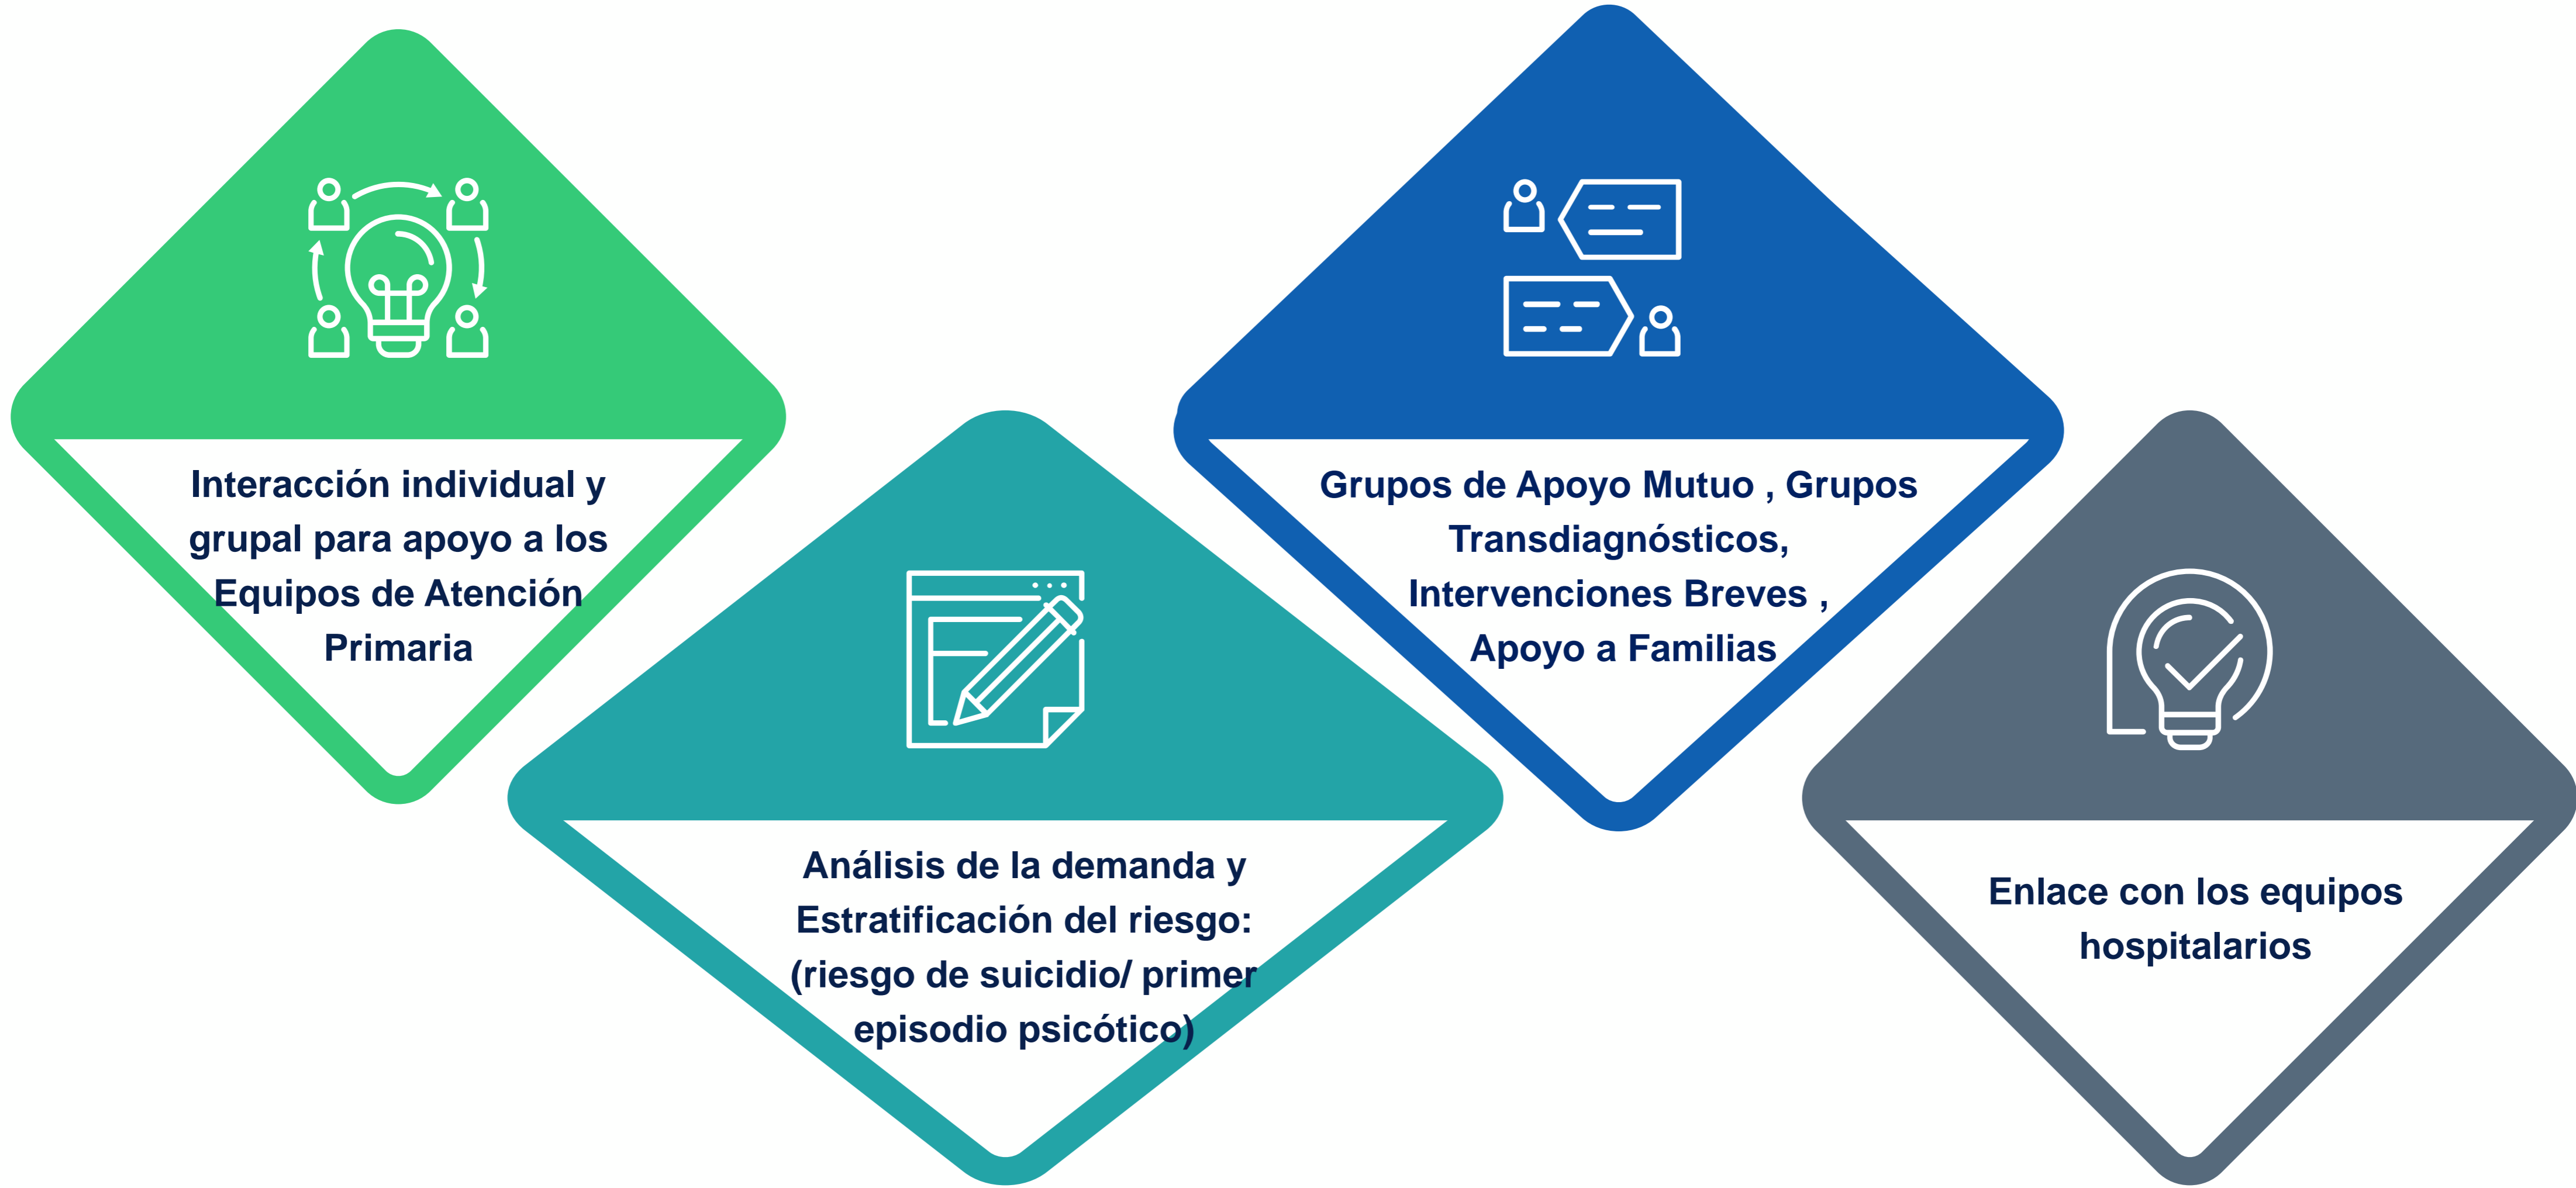 Interacción individual y
grupal para apoyo a los
Equipos de Atención
Primaria
Análisis de la demanda y
Estratificación del riesgo:
(riesgo de suicidio/ primer
episodio psicótico)
Grupos de Apoyo Mutuo , Grupos
Transdiagnósticos,
Intervenciones Breves ,
Apoyo a Familias
Enlace con los equipos
hospitalarios